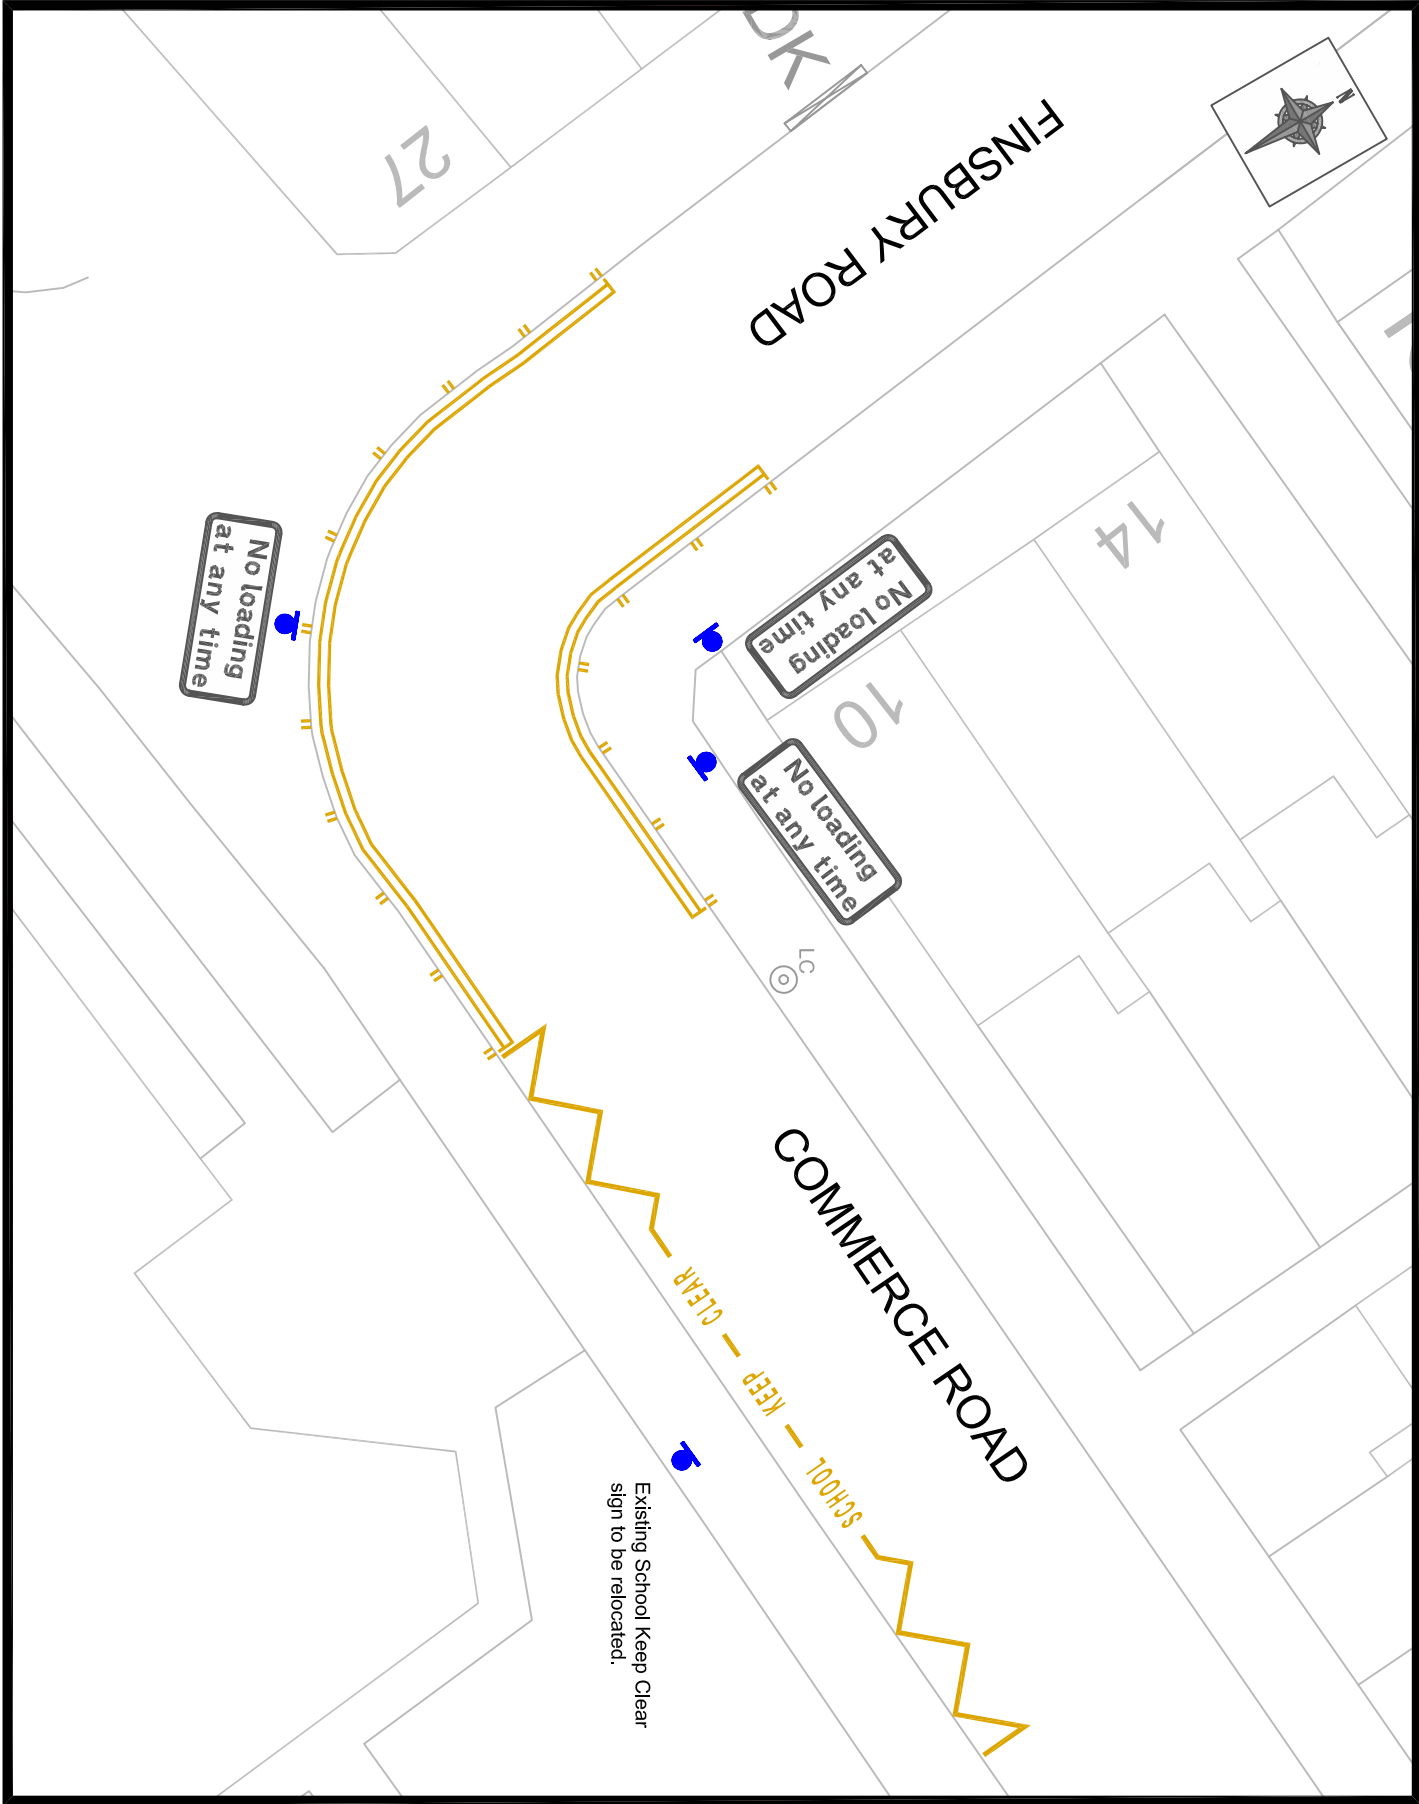 DK
27
N
FINSBURY ROAD
No loading
at any time
No loading
at any time
14
10
No loading
at any time
LC
COMMERCE ROAD
SCHOOL — KEEP — CLEAR
Existing School Keep Clear
sign to be relocated.